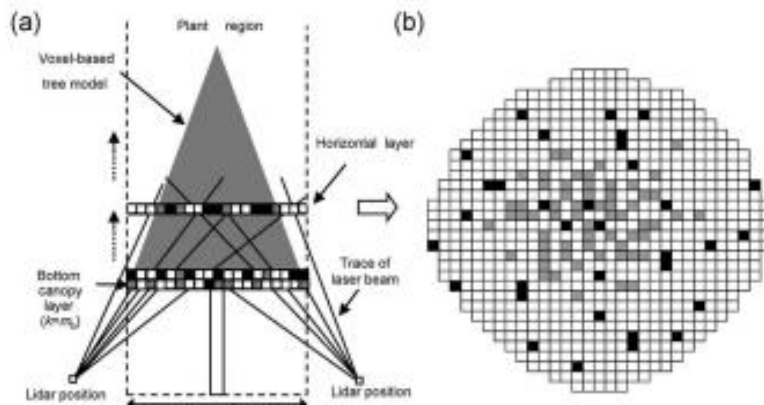 (a)
Plant region
Voxel-based
tree model
Horizontal layer
Bottom
canopy
layer
(k=m_b)
Trace of
laser beam
Lidar position
Lidar position
(b)